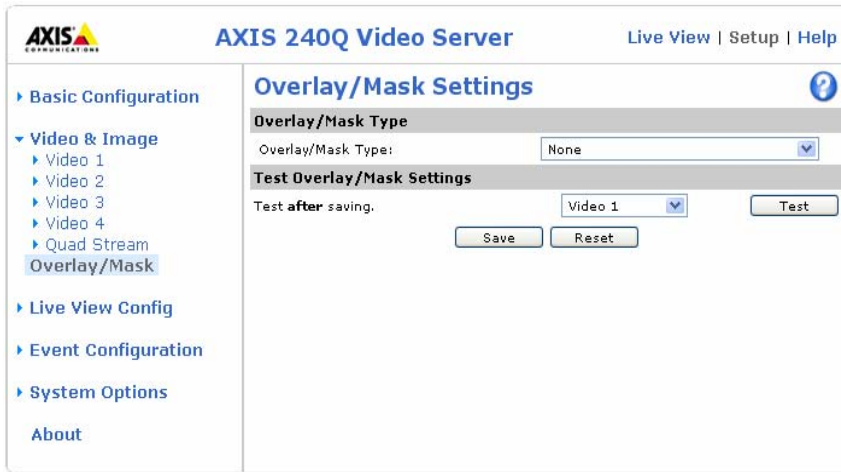 AXIS
COMMUNICATIONS
AXIS 240Q Video Server
Live View | Setup | Help
Basic Configuration
Video & Image
Video 1
Video 2
Video 3
Video 4
Quad Stream
Overlay/Mask
Live View Config
Event Configuration
System Options
About
Overlay/Mask Settings
?
Overlay/Mask Type
Overlay/Mask Type: None
Test Overlay/Mask Settings
Test after saving. Video 1 Test
Save Reset